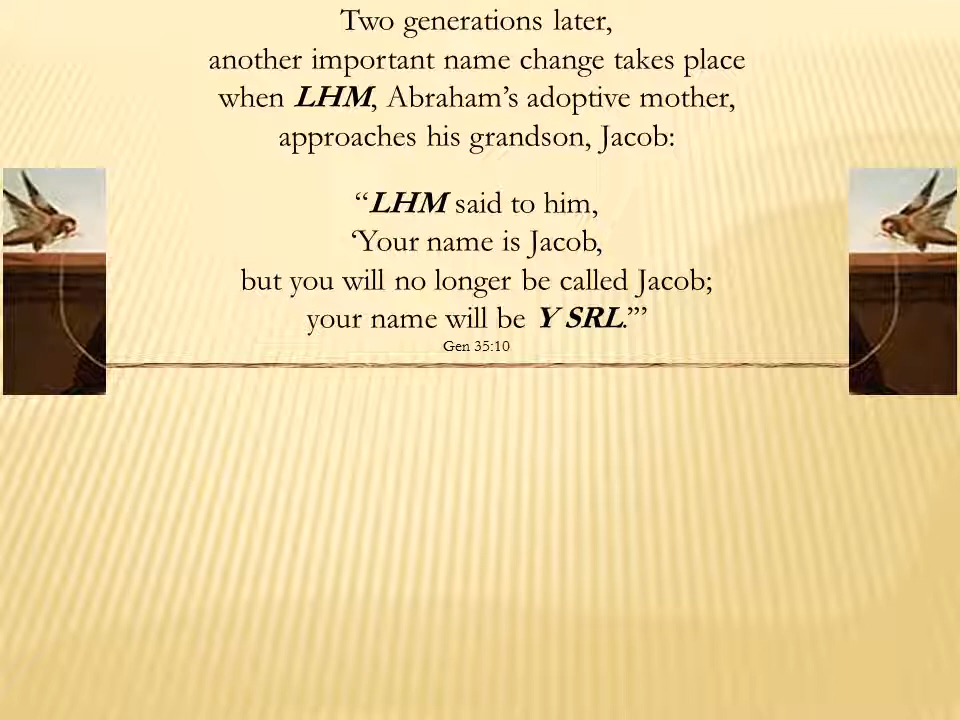 Two generations later,
another important name change takes place
when LHM, Abraham’s adoptive mother,
approaches his grandson, Jacob:
“LHM said to him,
‘Your name is Jacob,
but you will no longer be called Jacob;
your name will be Y SRL.’”
Gen 35:10